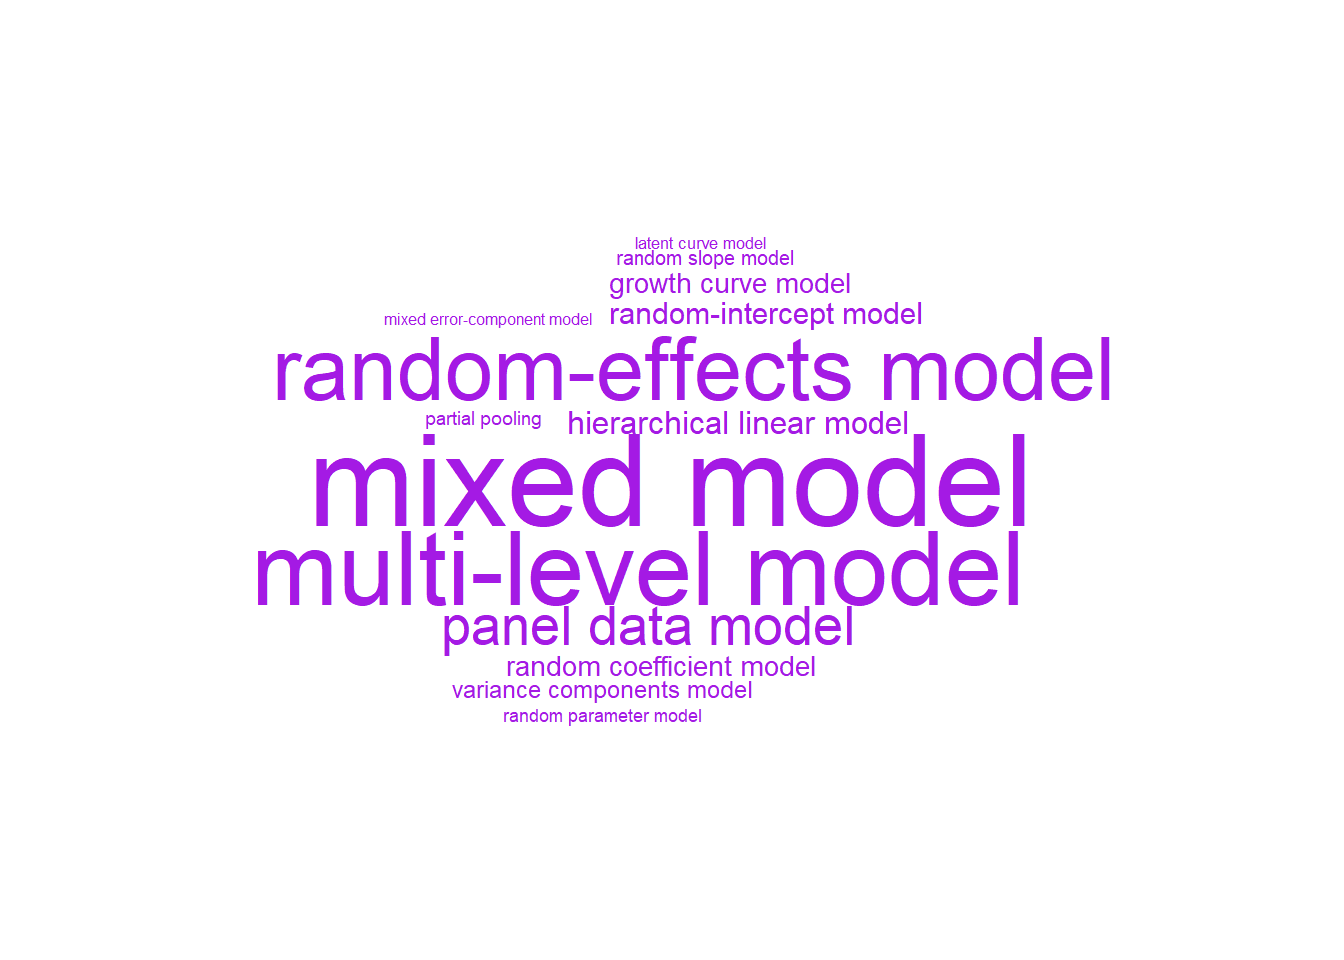 latent curve model
random slope model
growth curve model
mixed error-component model
random-intercept model
random-effects model
partial pooling
hierarchical linear model
mixed model
multi-level model
panel data model
random coefficient model
variance components model
random parameter model